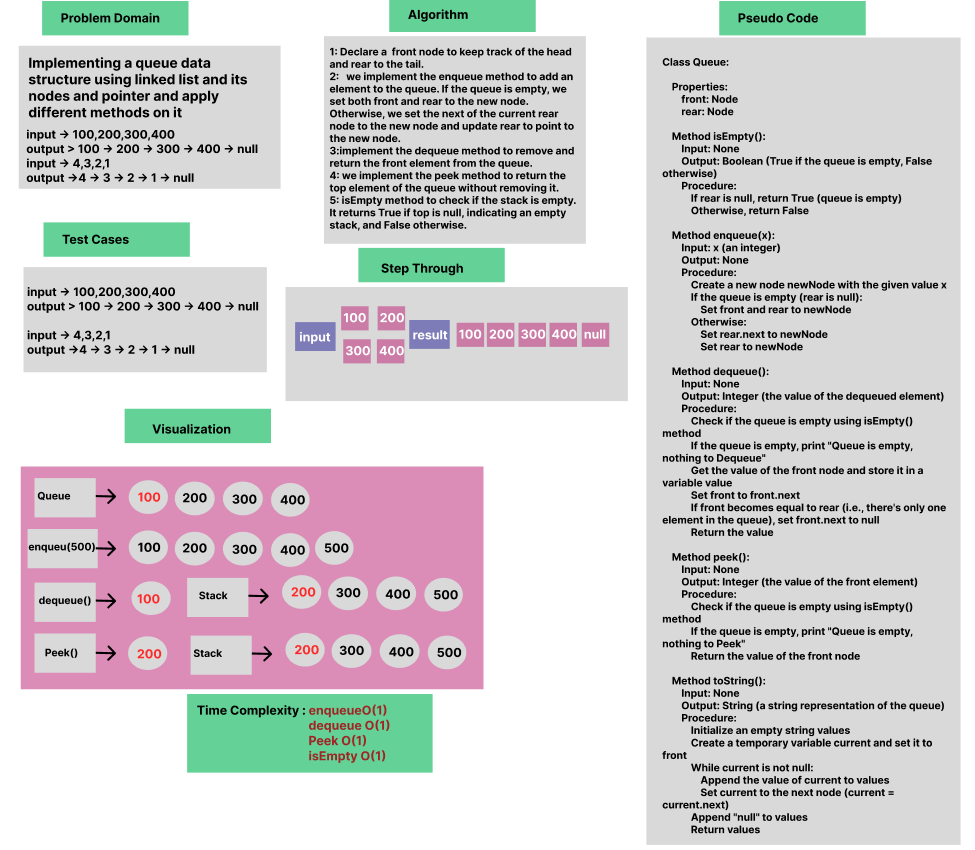 Problem Domain
Implementing a queue data
structure using linked list and its
nodes and pointer and apply
different methods on it
input → 100,200,300,400
output > 100 → 200 → 300 → 400 → null
input → 4,3,2,1
output →4 → 3 → 2 → 1 → null
Test Cases
input → 100,200,300,400
output > 100 → 200 → 300 → 400 → null
input → 4,3,2,1
output →4 → 3 → 2 → 1 → null
Algorithm
1: Declare a front node to keep track of the head
and rear to the tail.
2: we implement the enqueue method to add an
element to the queue. If the queue is empty, we
set both front and rear to the new node.
Otherwise, we set the next of the current rear
node to the new node and update rear to point to
the new node.
3:implement the dequeue method to remove and
return the front element from the queue.
4: we implement the peek method to return the
top element of the queue without removing it.
5: isEmpty method to check if the stack is empty.
It returns True if top is null, indicating an empty
stack, and False otherwise.
Step Through
input
100 200
300 400
result
100 200 300 400 null
Visualization
Queue → 100 200 300 400
enqueu(500) → 100 200 300 400 500
dequeue() → 100 Stack → 200 300 400 500
Peek() → 200 Stack → 200 300 400 500
Time Complexity : enqueueO(1)
dequeue O(1)
Peek O(1)
isEmpty O(1)
Pseudo Code
Class Queue:
Properties:
front: Node
rear: Node
Method isEmpty():
Input: None
Output: Boolean (True if the queue is empty, False
otherwise)
Procedure:
If rear is null, return True (queue is empty)
Otherwise, return False
Method enqueue(x):
Input: x (an integer)
Output: None
Procedure:
Create a new node newNode with the given value x
If the queue is empty (rear is null):
Set front and rear to newNode
Otherwise:
Set rear.next to newNode
Set rear to newNode
Method dequeue():
Input: None
Output: Integer (the value of the dequeued element)
Procedure:
Check if the queue is empty using isEmpty()
method
If the queue is empty, print "Queue is empty,
nothing to Dequeue"
Get the value of the front node and store it in a
variable value
Set front to front.next
If front becomes equal to rear (i.e., there's only one
element in the queue), set front.next to null
Return the value
Method peek():
Input: None
Output: Integer (the value of the front element)
Procedure:
Check if the queue is empty using isEmpty()
method
If the queue is empty, print "Queue is empty,
nothing to Peek"
Return the value of the front node
Method toString():
Input: None
Output: String (a string representation of the queue)
Procedure:
Initialize an empty string values
Create a temporary variable current and set it to
front
While current is not null:
Append the value of current to values
Set current to the next node (current =
current.next)
Append "null" to values
Return values